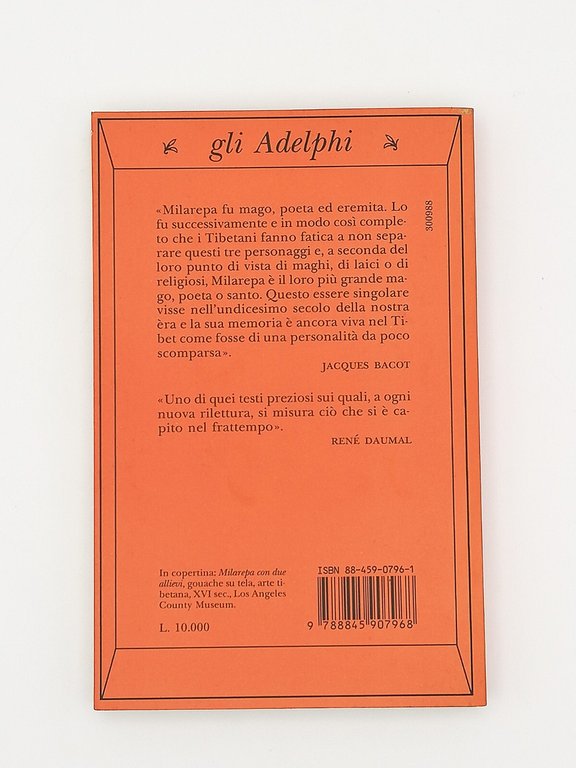 gli Adelphi
«Milarepa fu mago, poeta ed eremita. Lo
fu successivamente e in modo così comple-
to che i Tibetani fanno fatica a non sepa-
rare questi tre personaggi e, a seconda del
loro punto di vista di maghi, di laici o di
religiosi, Milarepa è il loro più grande ma-
go, poeta o santo. Questo essere singolare
visse nell'undicesimo secolo della nostra
èra e la sua memoria è ancora viva nel Ti-
bet come fosse di una personalità da poco
scomparsa».
JACQUES BACOT
«Uno di quei testi preziosi sui quali, a ogni
nuova rilettura, si misura ciò che si è ca-
pito nel frattempo».
RENÉ DAUMAL
300988
In copertina: Milarepa con due
allievi, gouache su tela, arte ti-
betana, XVI sec., Los Angeles
County Museum.
L. 10.000
ISBN 88-459-0796-1
9 788845 907968